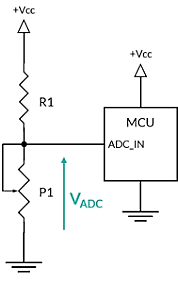 +Vcc
+Vcc
R1
MCU
ADC_IN
P1
VADC